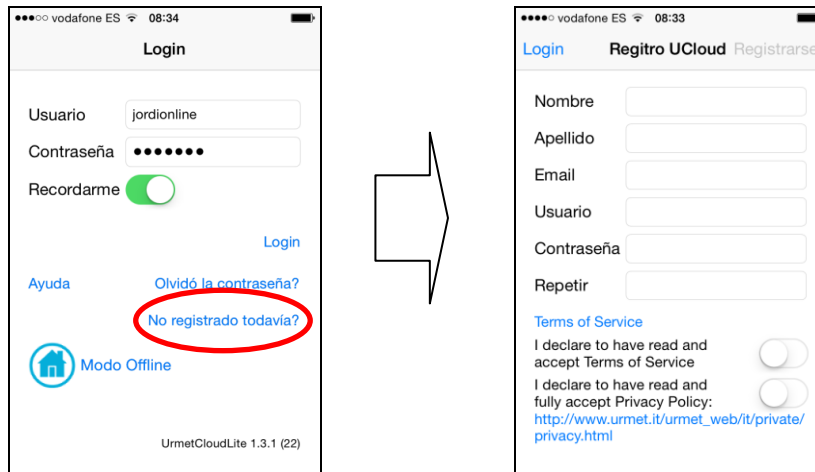 vodafone ES 08:34
Login
Usuario jordionline
Contraseña ●●●●●●●
Recordarme
Login
Ayuda Olvidó la contraseña?
No registrado todavía?
Modo Offline
UrmetCloudLite 1.3.1 (22)
vodafone ES 08:33
Login Regitro UCloud Registrarse
Nombre
Apellido
Email
Usuario
Contraseña
Repetir
Terms of Service
I declare to have read and
accept Terms of Service
I declare to have read and
fully accept Privacy Policy:
http://www.urmet.it/urmet_web/it/private/
privacy.html